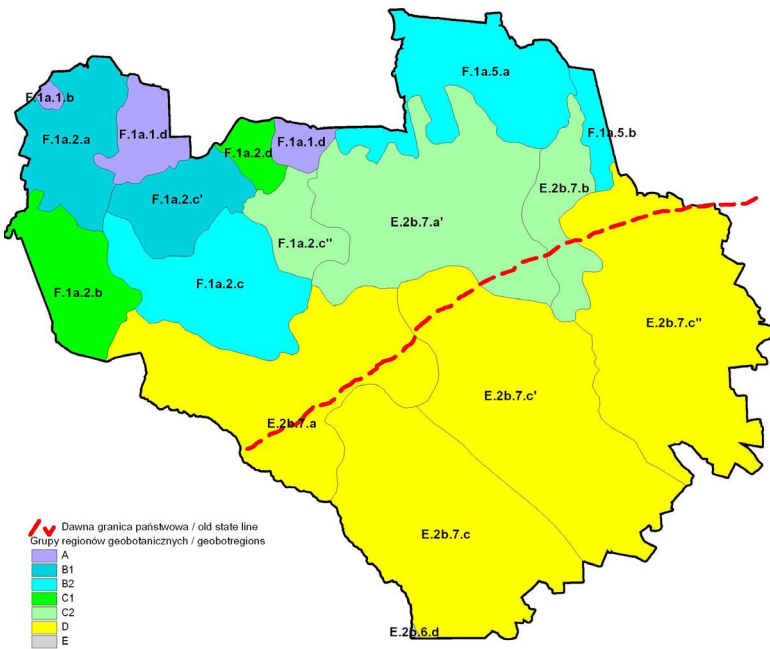 F.1a.5.a
F.1a.1.b
F.1a.2.a
F.1a.1.d
F.1a.2.d
F.1a.1.d
F.1a.5.b
E.2b.7.b
F.1a.2.c'
E.2b.7.a'
F.1a.2.c"
F.1a.2.c
F.1a.2.b
E.2b.7.c"
E.2b.7.c'
E.2b.7.a
E.2b.7.c
E.2b.6.d
Dawna granica państwowa / old state line
Grupy regionów geobotanicznych / geobotregions
A
B1
B2
C1
C2
D
E